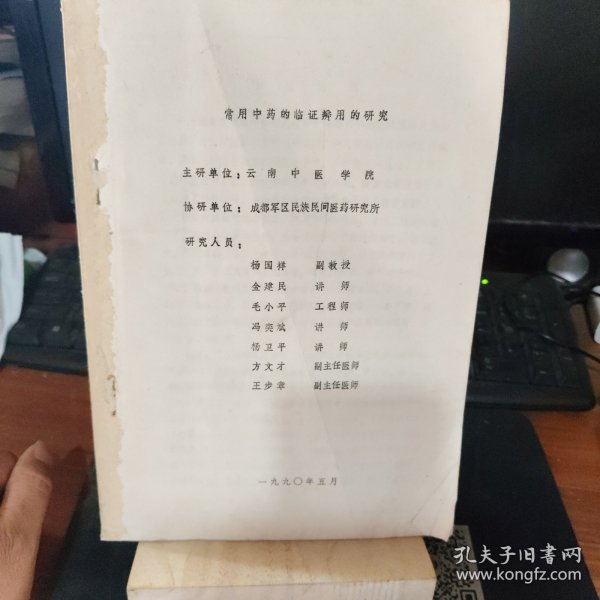 常用中药的临证辨用的研究
主研单位：云南中医学院
协研单位：成都军区民族民间医药研究所
研究人员：
杨国祥 副教授
金建民 讲师
毛小平 工程师
冯奕斌 讲师
杨卫平 讲师
方文才 副主任医师
王步章 副主任医师
一九九〇年五月
孔夫子旧书网
www.kongfz.com